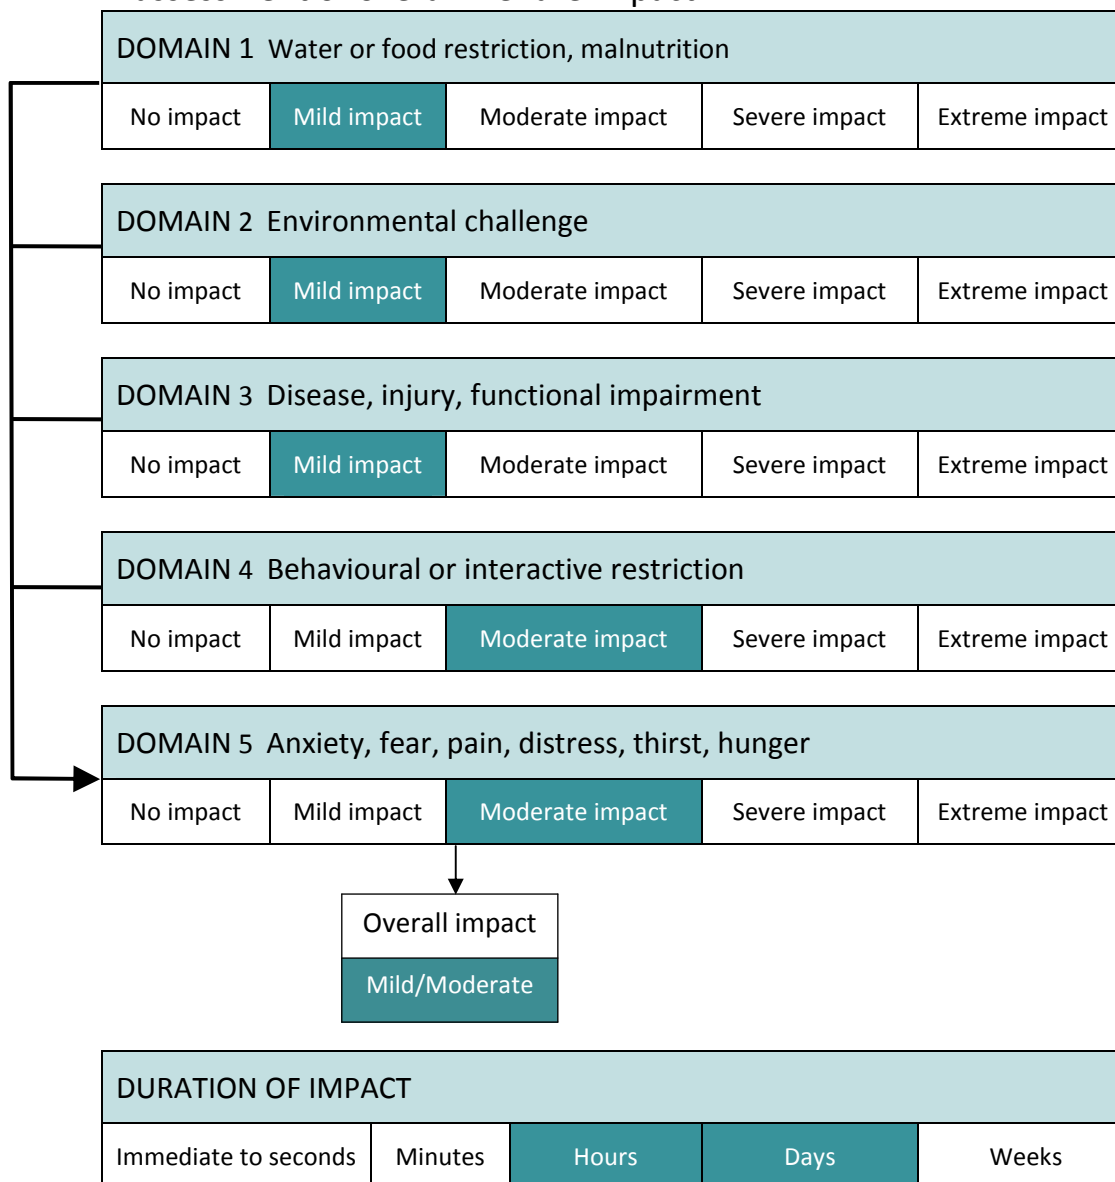 DOMAIN 1 Water or food restriction, malnutrition
No impact Mild impact Moderate impact Severe impact Extreme impact
DOMAIN 2 Environmental challenge
No impact Mild impact Moderate impact Severe impact Extreme impact
DOMAIN 3 Disease, injury, functional impairment
No impact Mild impact Moderate impact Severe impact Extreme impact
DOMAIN 4 Behavioural or interactive restriction
No impact Mild impact Moderate impact Severe impact Extreme impact
DOMAIN 5 Anxiety, fear, pain, distress, thirst, hunger
No impact Mild impact Moderate impact Severe impact Extreme impact
Overall impact
Mild/Moderate
DURATION OF IMPACT
Immediate to seconds Minutes Hours Days Weeks